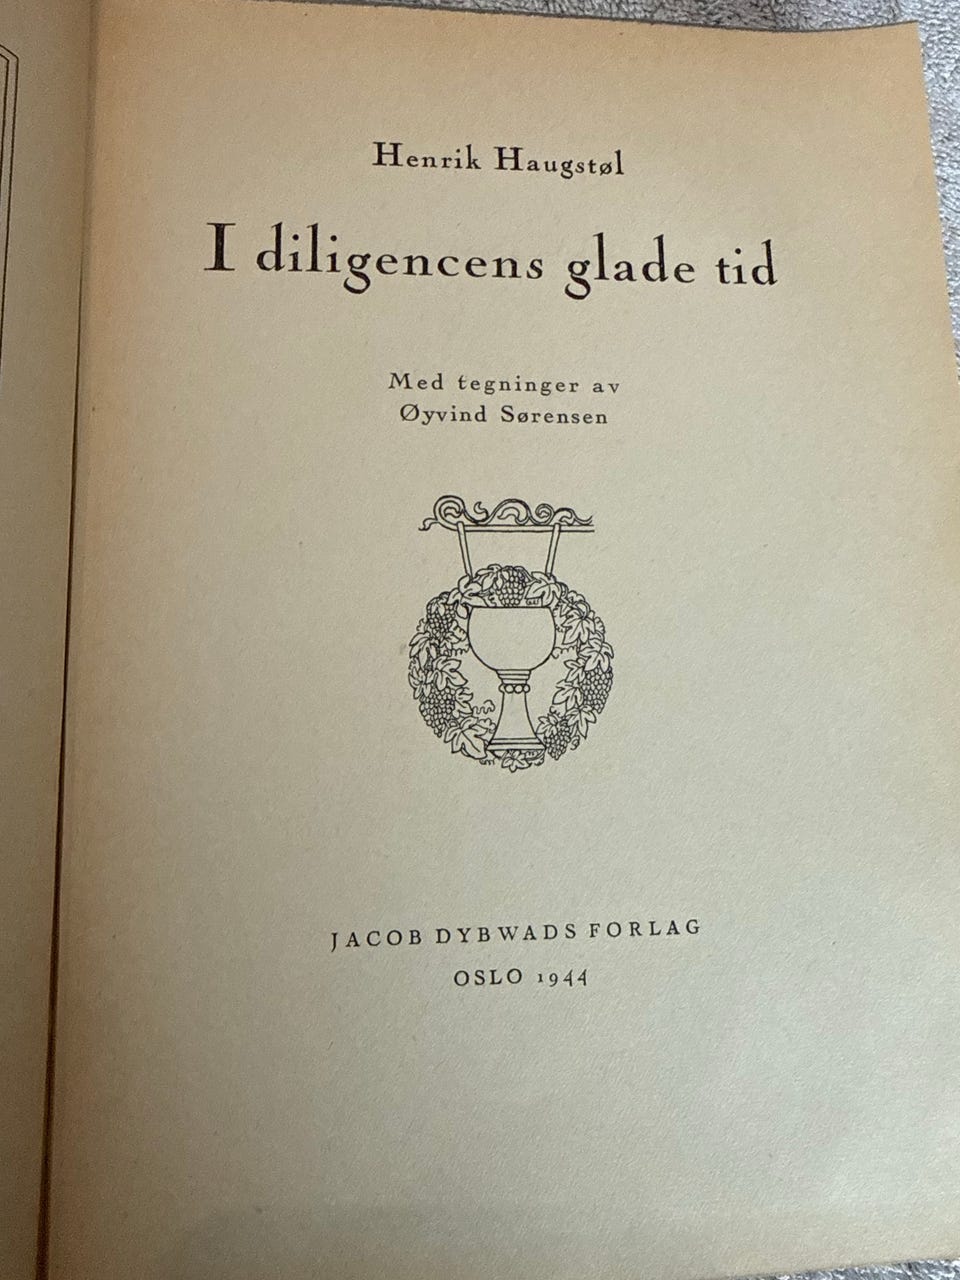 Henrik Haugstøl
I diligencens glade tid
Med tegninger av
Øyvind Sørensen
JACOB DYBWADS FORLAG
OSLO 1944